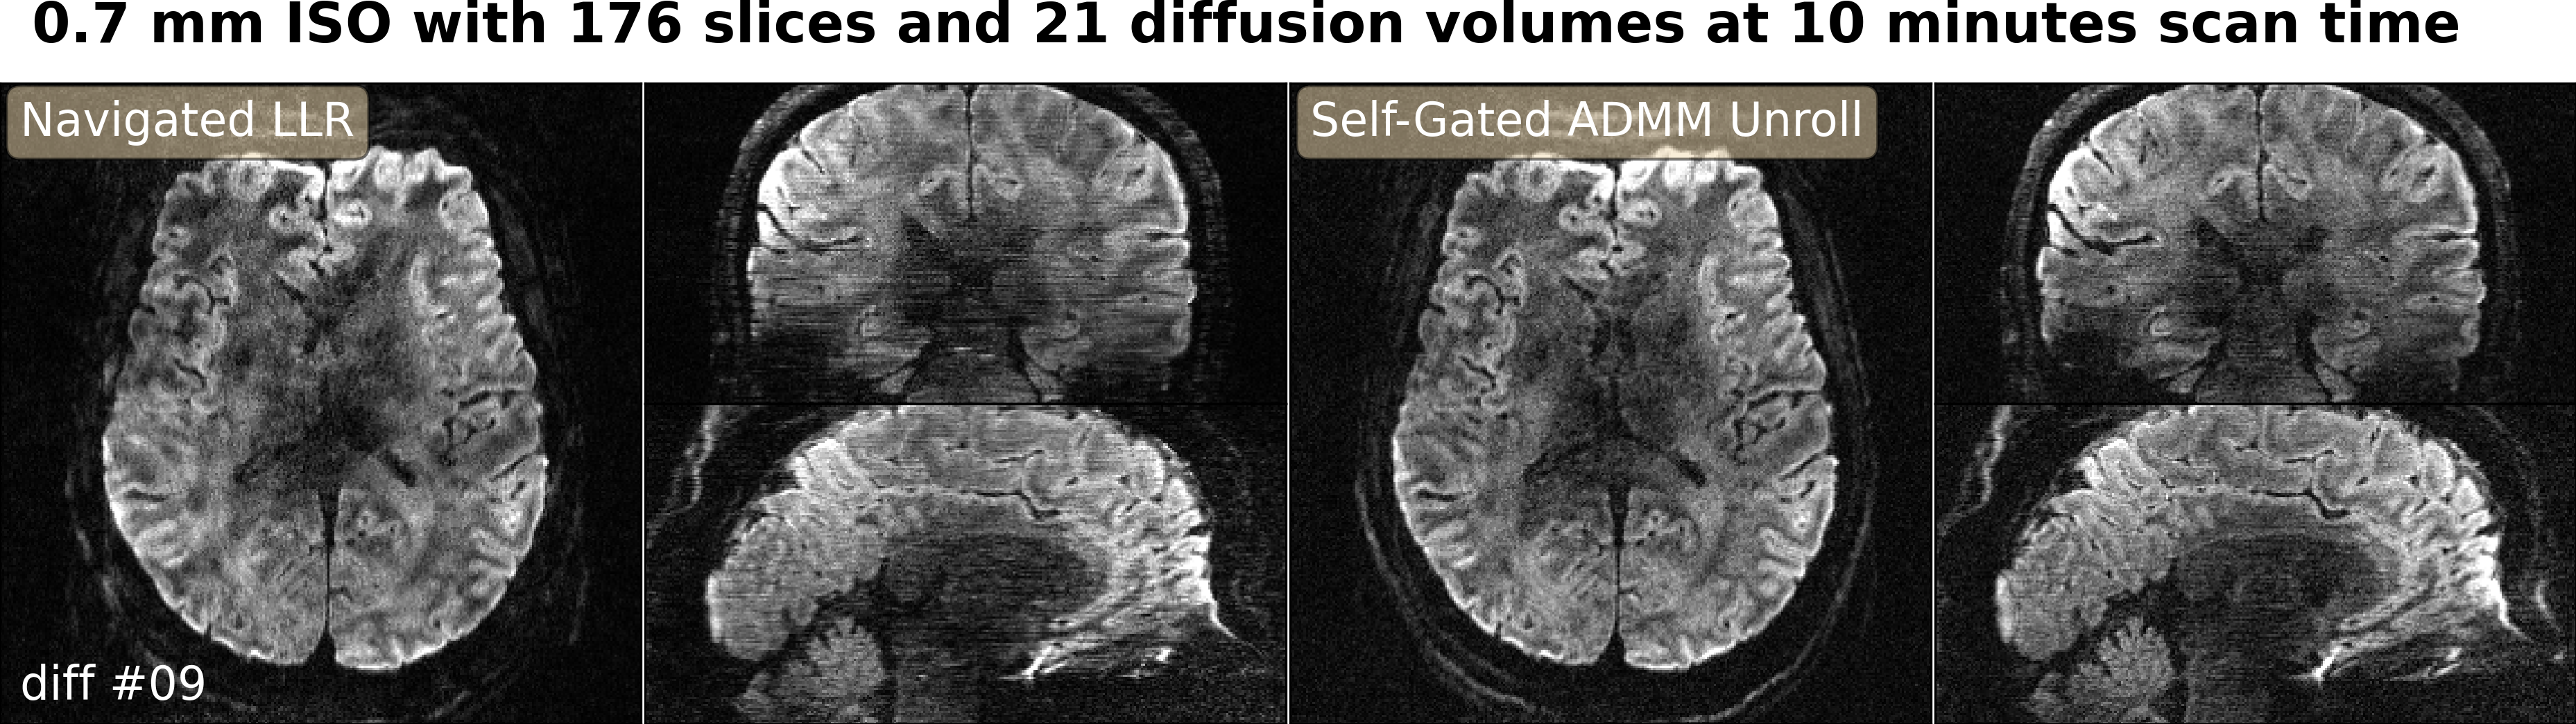 0.7 mm ISO with 176 slices and 21 diffusion volumes at 10 minutes scan time
Navigated LLR
Self-Gated ADMM Unroll
diff #09